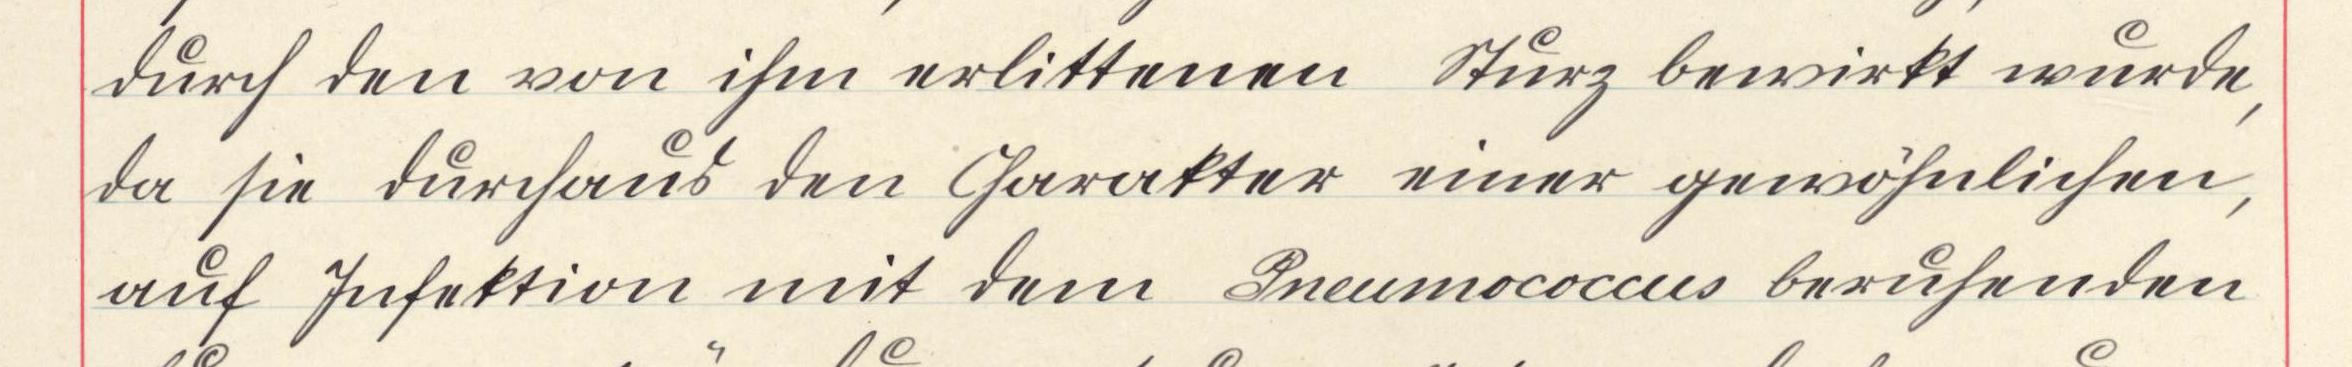 durch den von ihm erlittenen Sturz bewirkt wurde,
da sie durchaus den Charakter einer gewöhnlichen,
auf Infektion mit dem Pneumococcus beruhenden